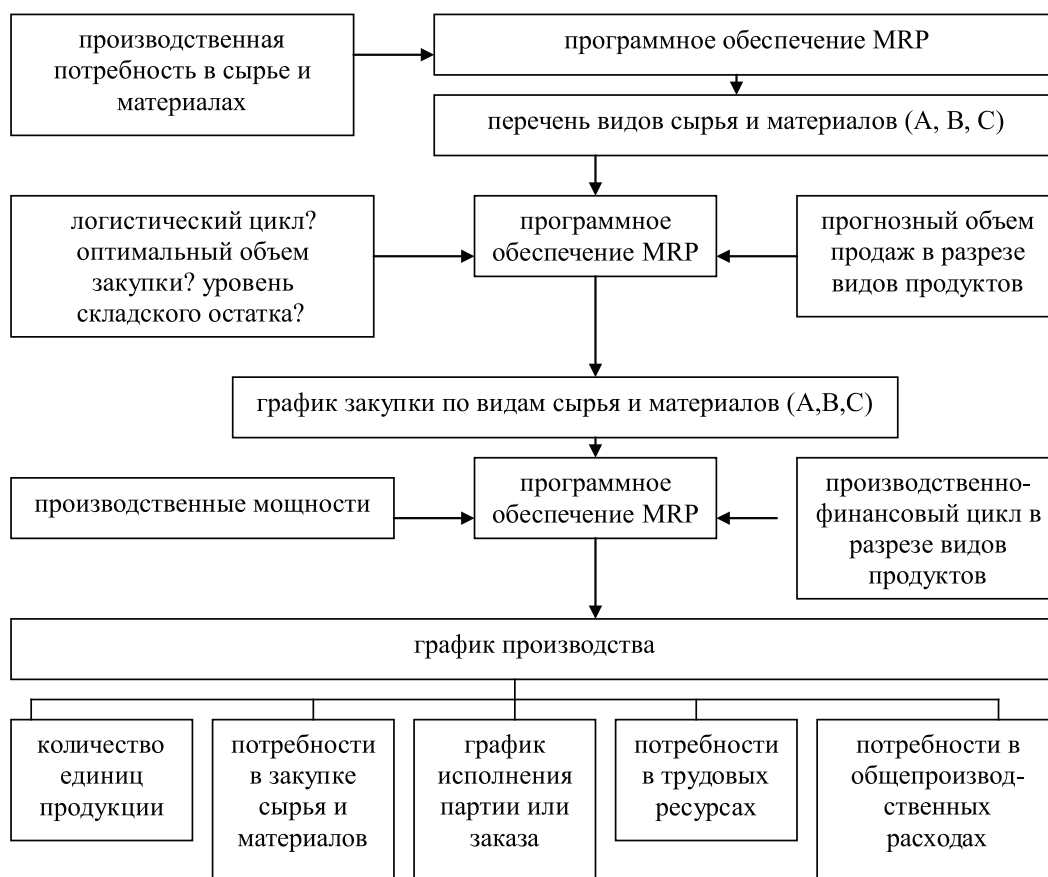 производственная
потребность в сырье и
материалах
программное обеспечение MRP
перечень видов сырья и материалов (A, B, C)
логистический цикл?
оптимальный объем
закупки? уровень
складского остатка?
программное
обеспечение MRP
прогнозный объем
продаж в разрезе
видов продуктов
график закупки по видам сырья и материалов (A,B,C)
производственные мощности
программное
обеспечение MRP
производственно-
финансовый цикл в
разрезе видов
продуктов
график производства
количество
единиц
продукции
потребности
в закупке
сырья и
материалов
график
исполнения
партии или
заказа
потребности
в трудовых
ресурсах
потребности в
общепроизвод-
ственных
расходах